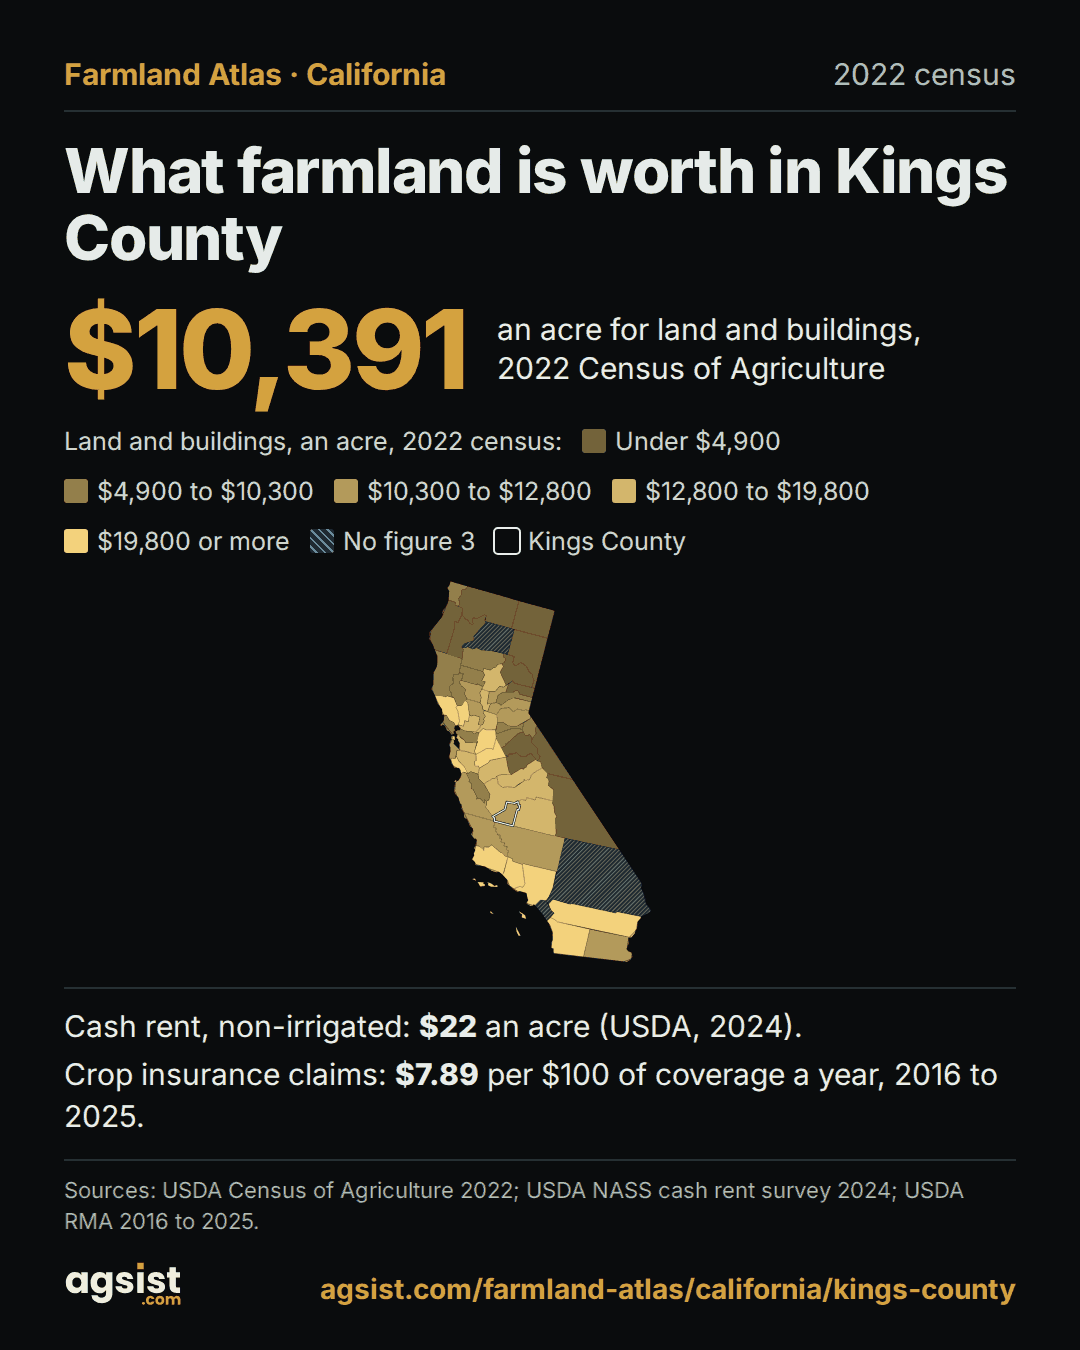 Farmland Atlas · California
2022 census
What farmland is worth in Kings
County
$10,391
an acre for land and buildings,
2022 Census of Agriculture
Land and buildings, an acre, 2022 census: Under $4,900
$4,900 to $10,300 $10,300 to $12,800 $12,800 to $19,800
$19,800 or more No figure 3 Kings County
Cash rent, non-irrigated: $22 an acre (USDA, 2024).
Crop insurance claims: $7.89 per $100 of coverage a year, 2016 to
2025.
Sources: USDA Census of Agriculture 2022; USDA NASS cash rent survey 2024; USDA
RMA 2016 to 2025.
agsist
.com
agsist.com/farmland-atlas/california/kings-county